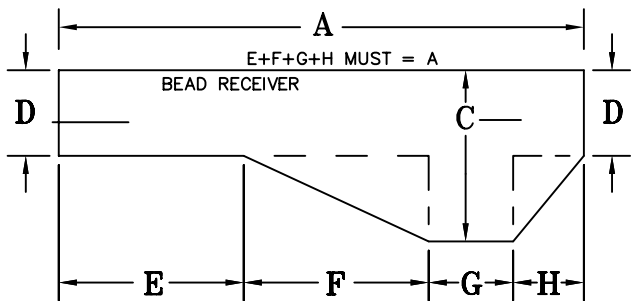 A
E+F+G+H MUST = A
BEAD RECEIVER
D
C
D
E
F
G
H